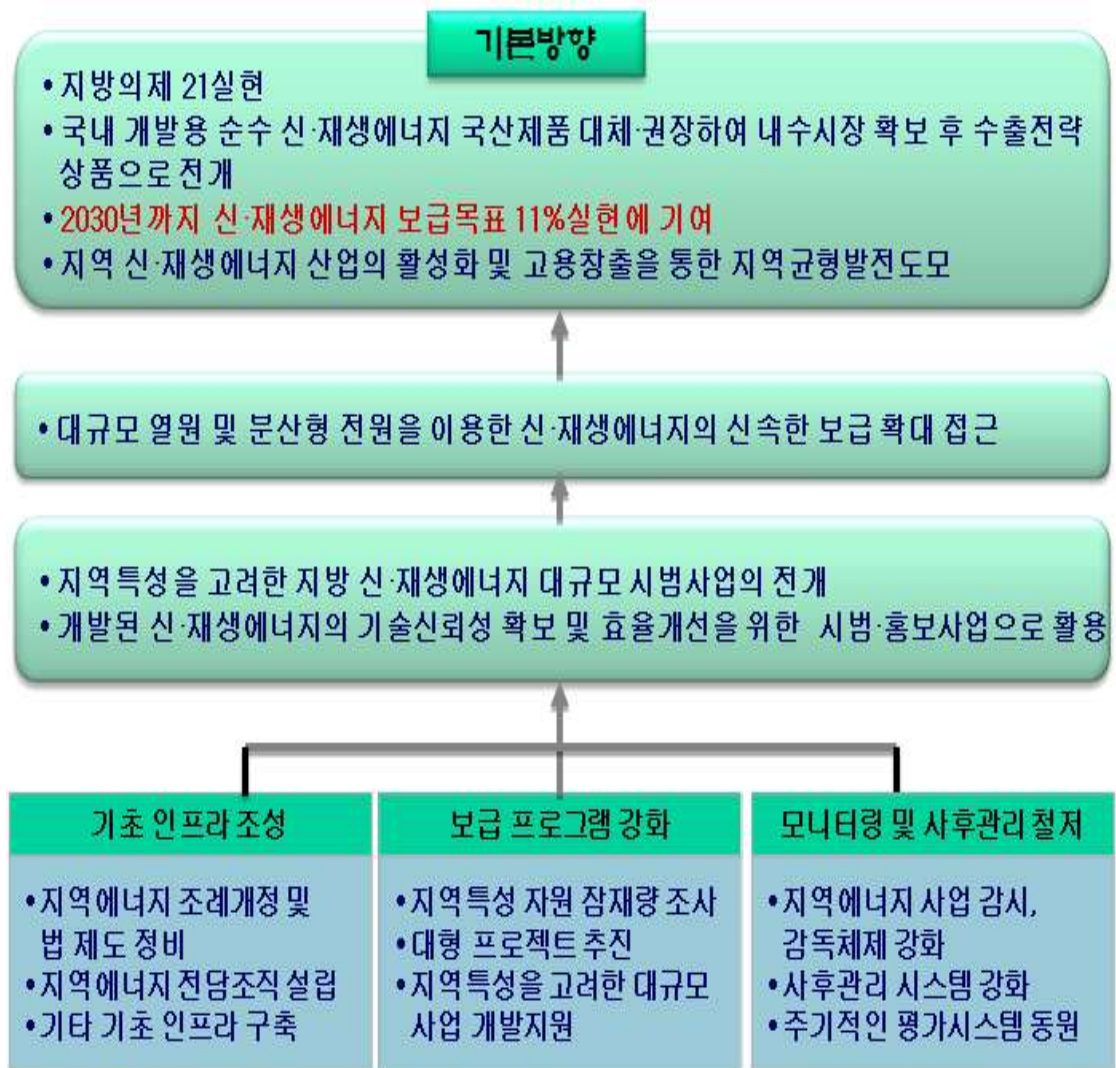 기본방향
• 지방의제 21실현
• 국내 개발용 순수 신·재생에너지 국산제품 대체·권장하여 내수시장 확보 후 수출전략
상품으로 전개
• 2030년까지 신·재생에너지 보급목표 11%실현에 기여
• 지역 신·재생에너지 산업의 활성화 및 고용창출을 통한 지역균형발전도모
• 대규모 열원 및 분산형 전원을 이용한 신·재생에너지의 신속한 보급 확대 접근
• 지역특성을 고려한 지방 신·재생에너지 대규모 시범사업의 전개
• 개발된 신·재생에너지의 기술신뢰성 확보 및 효율개선을 위한 시범·홍보사업으로 활용
기초 인프라 조성
• 지역에너지 조례개정 및
법 제도 정비
• 지역에너지 전담조직 설립
• 기타 기초 인프라 구축
보급 프로그램 강화
• 지역특성 자원 잠재량 조사
• 대형 프로젝트 추진
• 지역특성을 고려한 대규모
사업 개발지원
모니터링 및 사후관리 철저
• 지역에너지 사업 감시,
감독체제 강화
• 사후관리 시스템 강화
• 주기적인 평가시스템 동원